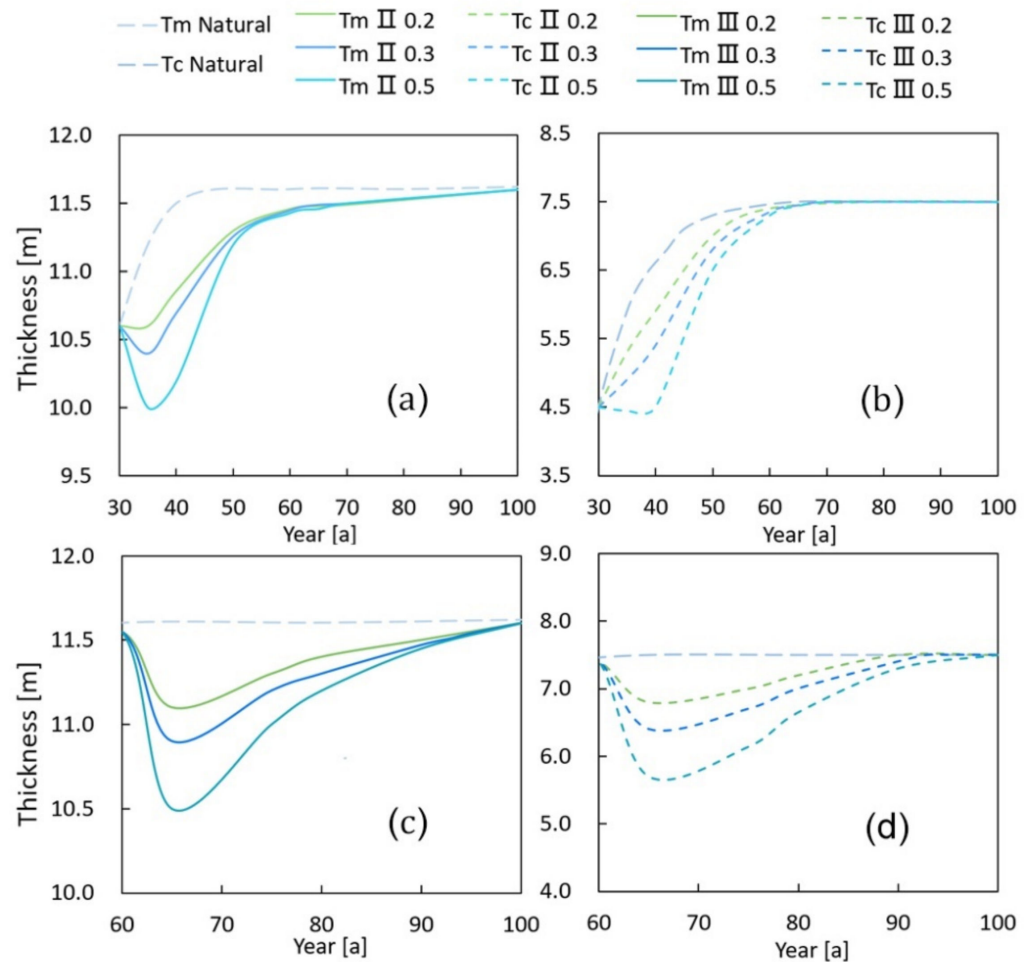 Tm Natural Tm Ⅱ 0.2 Tc Ⅱ 0.2 Tm Ⅲ 0.2 Tc Ⅲ 0.2
Tc Natural Tm Ⅱ 0.3 Tc Ⅱ 0.3 Tm Ⅲ 0.3 Tc Ⅲ 0.3
Tm Ⅱ 0.5 Tc Ⅱ 0.5 Tm Ⅲ 0.5 Tc Ⅲ 0.5
12.0
11.5
11.0
10.5
10.0
9.5
Thickness [m]
(a)
30 40 50 60 70 80 90 100
Year [a]
8.5
7.5
6.5
5.5
4.5
3.5
(b)
30 40 50 60 70 80 90 100
Year [a]
12.0
11.5
11.0
10.5
10.0
Thickness [m]
(c)
60 70 80 90 100
Year [a]
9.0
8.0
7.0
6.0
5.0
4.0
(d)
60 70 80 90 100
Year [a]